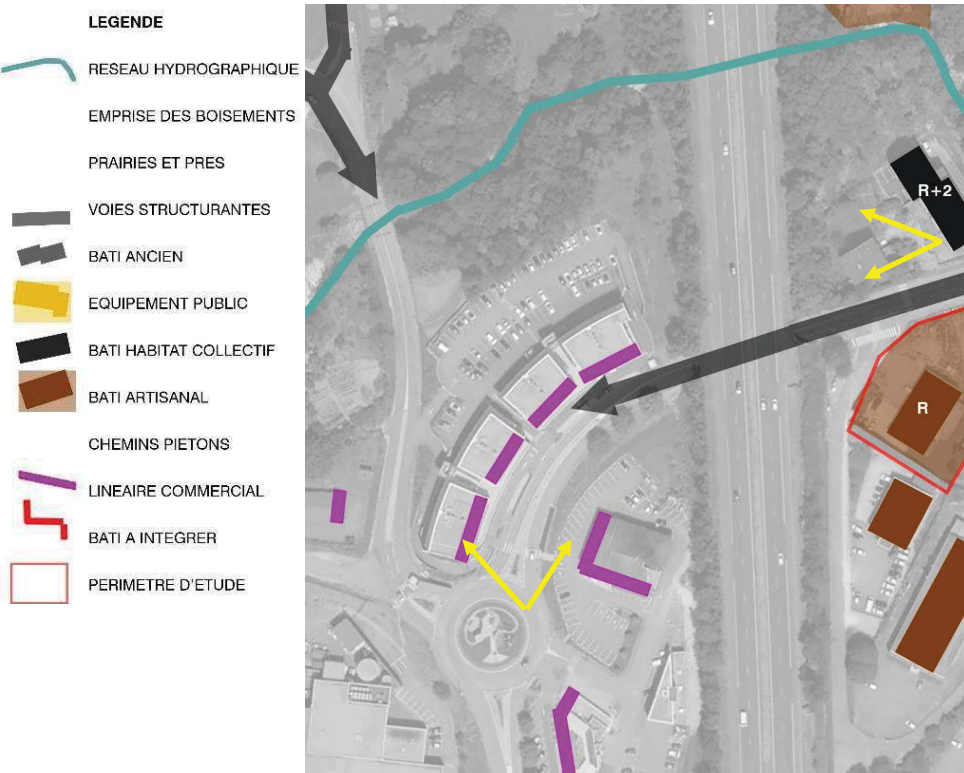 LEGENDE
RESEAU HYDROGRAPHIQUE
EMPRISE DES BOISEMENTS
PRAIRIES ET PRES
VOIES STRUCTURANTES
BATI ANCIEN
EQUIPEMENT PUBLIC
BATI HABITAT COLLECTIF
BATI ARTISANAL
CHEMINS PIETONS
LINEAIRE COMMERCIAL
BATI A INTEGRER
PERIMETRE D'ETUDE
R+2
R